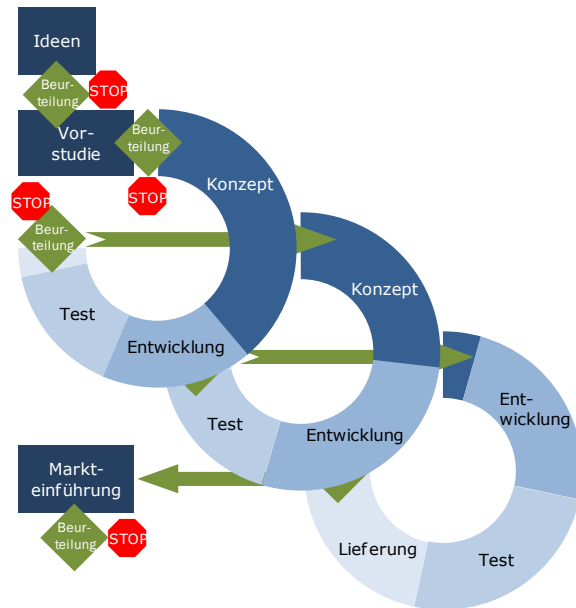 Ideen
Beur-
teilung
STOP
Vor-
studie
Beur-
teilung
STOP
Konzept
STOP
Beur-
teilung
Test
Entwicklung
Konzept
Test
Entwicklung
Ent-
wicklung
Test
Lieferung
Markt-
einführung
Beur-
teilung
STOP